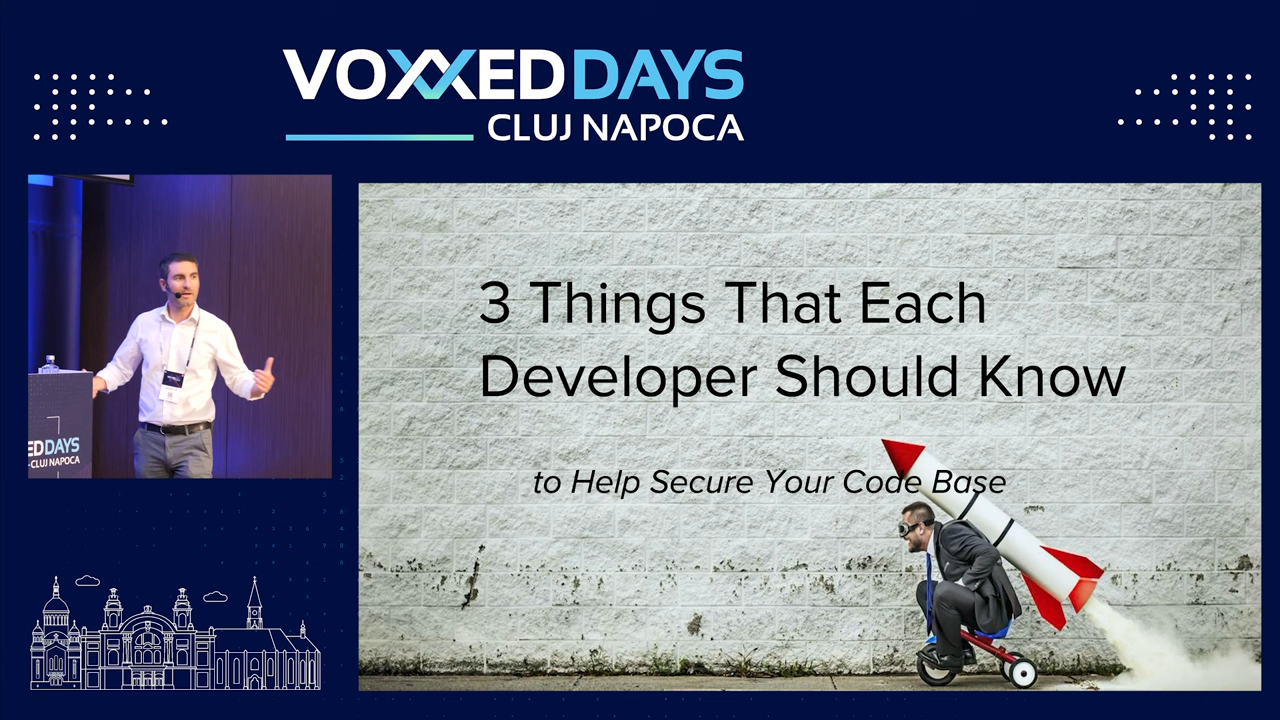 VOXXEDDAYS
CLUJ NAPOCA
3 Things That Each
Developer Should Know
to Help Secure Your Code Base
EDDAYS
CLUJ NAPOCA